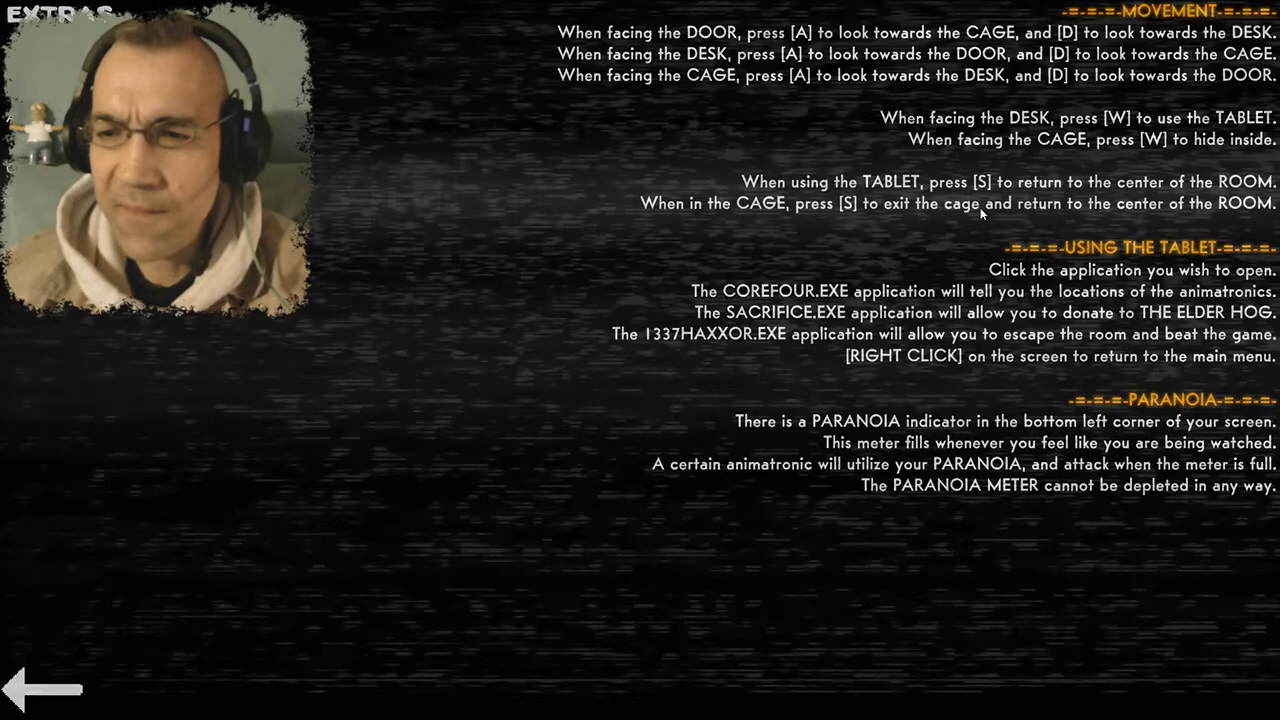 EXTRAS
-=-=-=-MOVEMENT-=-=-=-
When facing the DOOR, press [A] to look towards the CAGE, and [D] to look towards the DESK.
When facing the DESK, press [A] to look towards the DOOR, and [D] to look towards the CAGE.
When facing the CAGE, press [A] to look towards the DESK, and [D] to look towards the DOOR.
When facing the DESK, press [W] to use the TABLET.
When facing the CAGE, press [W] to hide inside.
When using the TABLET, press [S] to return to the center of the ROOM.
When in the CAGE, press [S] to exit the cage and return to the center of the ROOM.
-=-=-=-USING THE TABLET-=-=-=-
Click the application you wish to open.
The COREFOUR.EXE application will tell you the locations of the animatronics.
The SACRIFICE.EXE application will allow you to donate to THE ELDER HOG.
The 1337HAXXOR.EXE application will allow you to escape the room and beat the game.
[RIGHT CLICK] on the screen to return to the main menu.
-=-=-=-PARANOIA-=-=-=-
There is a PARANOIA indicator in the bottom left corner of your screen.
This meter fills whenever you feel like you are being watched.
A certain animatronic will utilize your PARANOIA, and attack when the meter is full.
The PARANOIA METER cannot be depleted in any way.